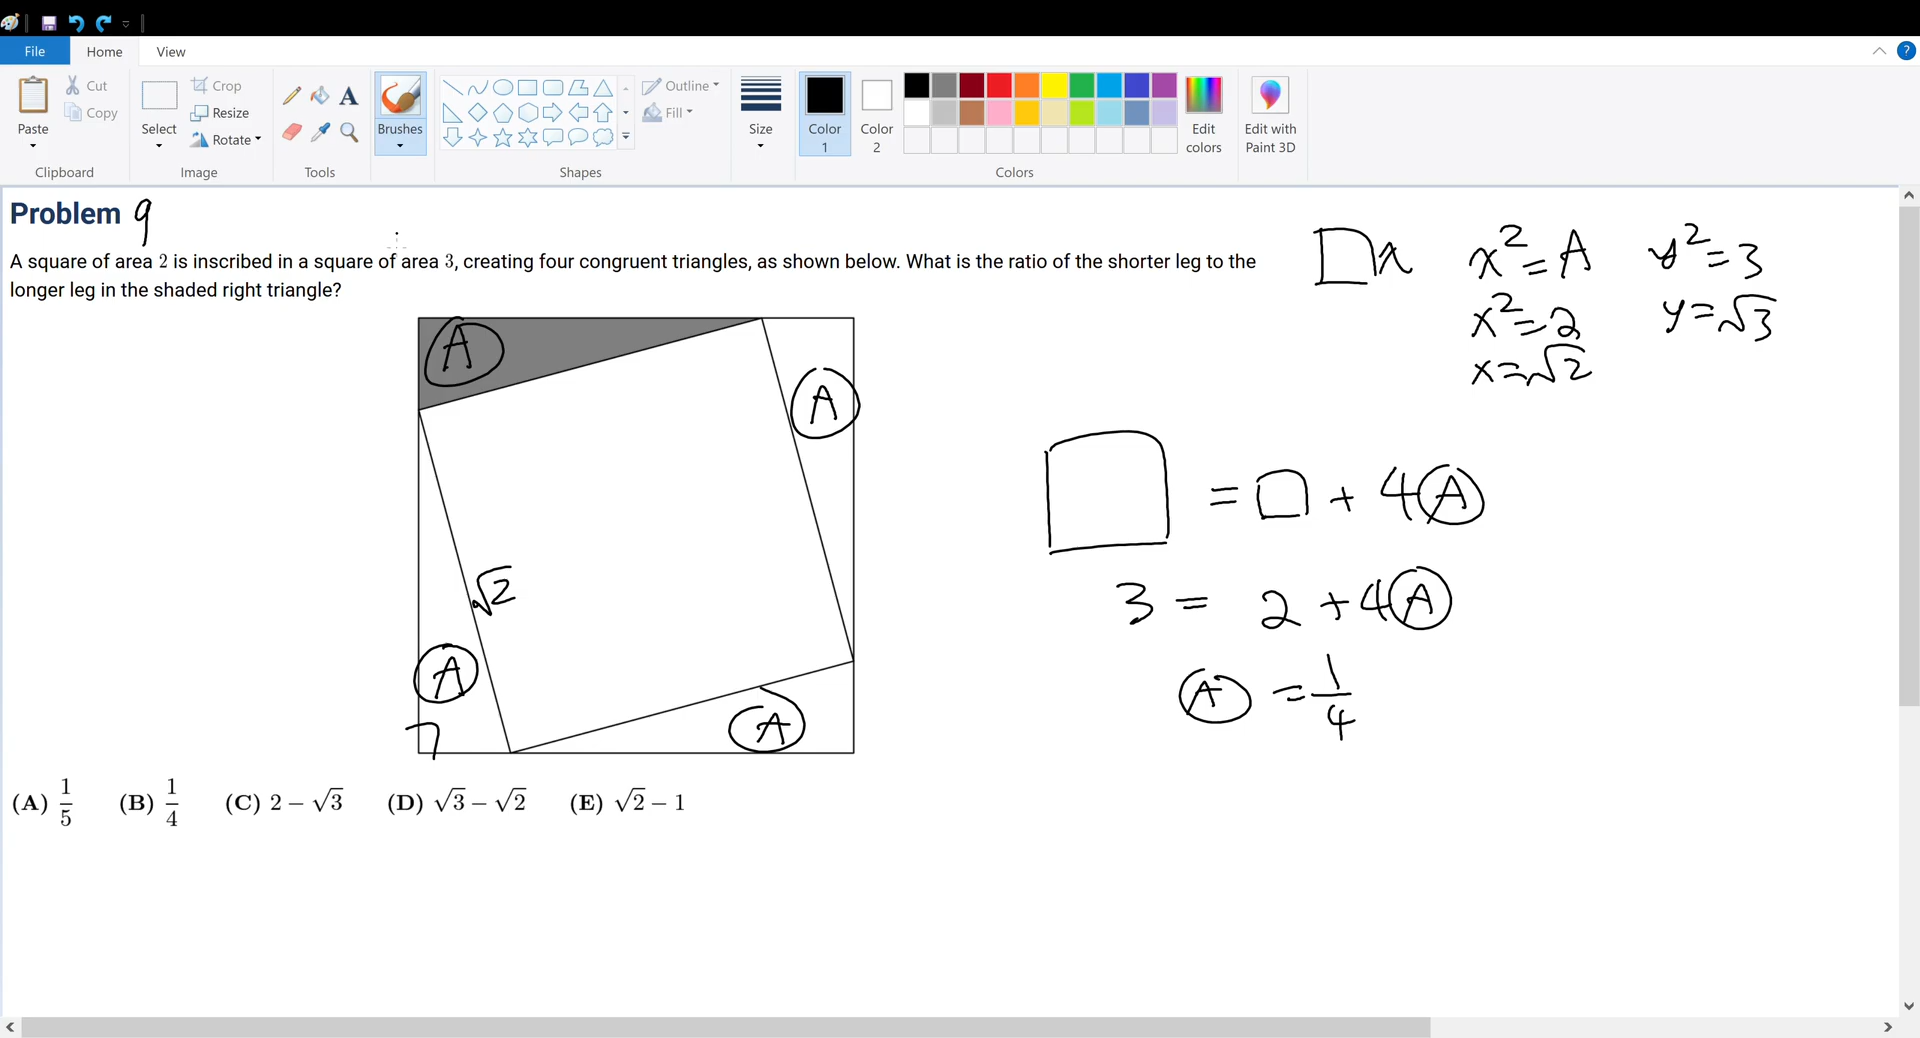 File Home View
Cut
Copy
Paste
Clipboard
Select
Crop
Resize
Rotate
Image
A
Tools
Brushes
Outline
Fill
Shapes
Size
Color 1
Color 2
Edit colors
Edit with Paint 3D
Colors
?
Problem 9
A square of area 2 is inscribed in a square of area 3, creating four congruent triangles, as shown below. What is the ratio of the shorter leg to the
longer leg in the shaded right triangle?
x x² = A y² = 3
x² = 2 y = √3
x = √2
A
A
= □ + 4A
√2
3 = 2 + 4A
A
A = 1/4
A
(A) 1/5 (B) 1/4 (C) 2 − √3 (D) √3 − √2 (E) √2 − 1